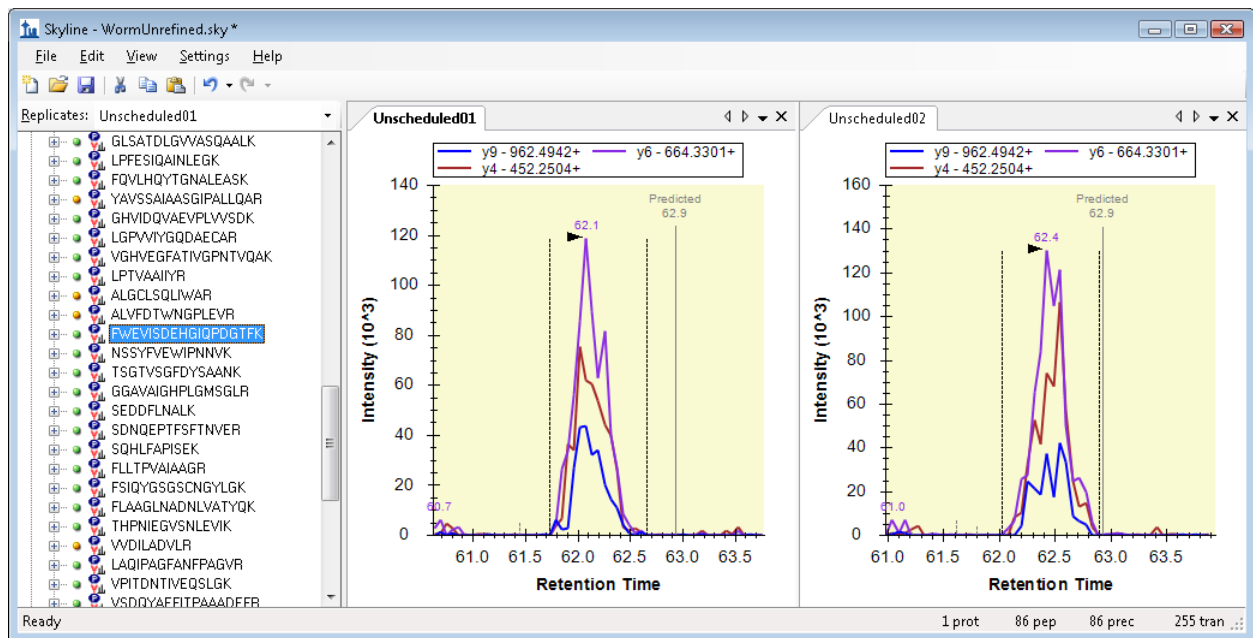 Skyline - WormUnrefined.sky *
File Edit View Settings Help
Replicates: Unscheduled01
GLSATDLGVVASQAALK
LPFESIQAINLEGK
FQVLHQYTGNALEASK
YAVSSAIAASGIPALLQAR
GHVIDQVAEVPLVVSDK
LGPVVIYGQDAECAR
VGHVEGFATIVGPNTVQAK
LPTVAAIIYR
ALGCLSQLIWAR
ALVFDTWNGPLEVR
FWEVISDEHGIQPDGTFK
NSSYFVEWIPNNVK
TSGTVSGFDYSAANK
GGAVAIGHPLGMSGLR
SEDDFLNALK
SDNQEPTFSFTNVER
SQHLFAPISEK
FLLTPVAIAAGR
FSIQYGSGSCNGYLGK
FLAAGLNADNLVATYQK
THPNIEGVSNLEVIK
VVDILADVLR
LAQIPAGFANFPAGVR
VPITDNTIVEQSLGK
VSDQYAEFITPAAADEFR
Unscheduled01
y9 - 962.4942+ y6 - 664.3301+
y4 - 452.2504+
140
120
100
80
60
40
20
0
Intensity (10^3)
Predicted
62.9
62.1
60.7
61.0 61.5 62.0 62.5 63.0 63.5
Retention Time
Unscheduled02
y9 - 962.4942+ y6 - 664.3301+
y4 - 452.2504+
160
140
120
100
80
60
40
20
0
Intensity (10^3)
Predicted
62.9
62.4
61.0
61.0 61.5 62.0 62.5 63.0 63.5
Retention Time
Ready
1 prot 86 pep 86 prec 255 tran